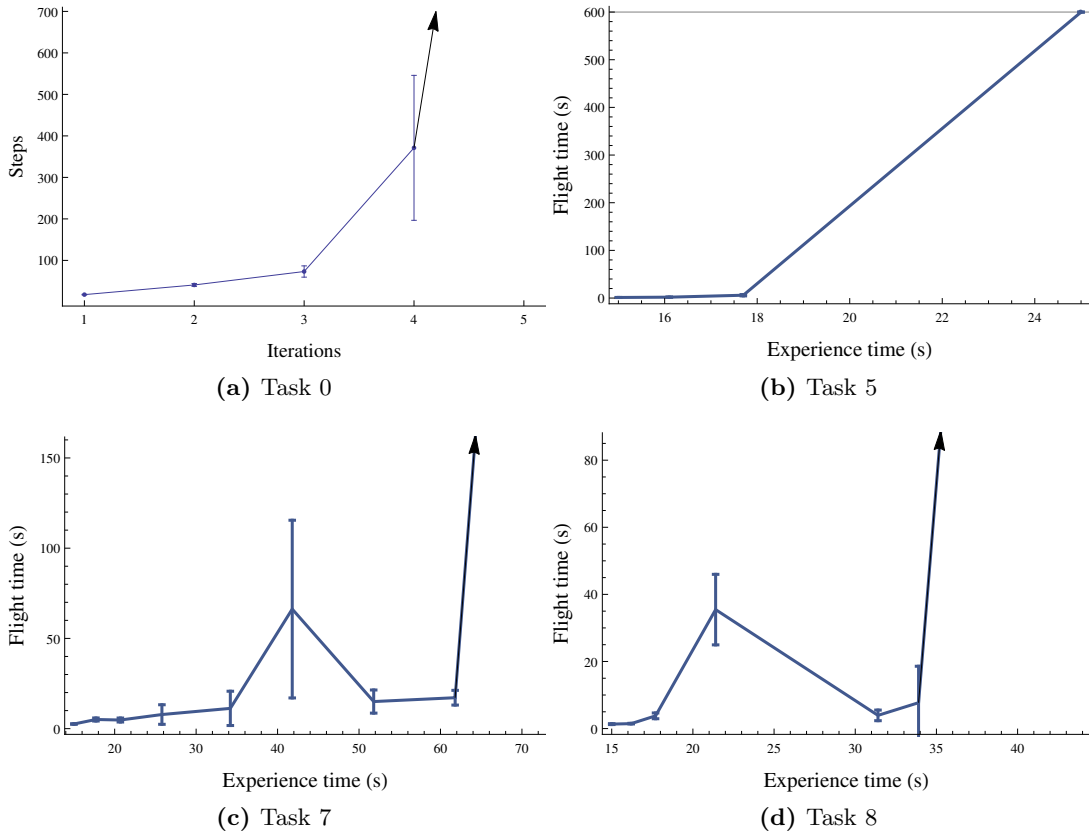 700
600
500
400
300
200
100
Steps
1 2 3 4 5
Iterations
(a) Task 0
600
500
400
300
200
100
0
Flight time (s)
16 18 20 22 24
Experience time (s)
(b) Task 5
150
100
50
0
Flight time (s)
20 30 40 50 60 70
Experience time (s)
(c) Task 7
80
60
40
20
0
Flight time (s)
15 20 25 30 35 40
Experience time (s)
(d) Task 8